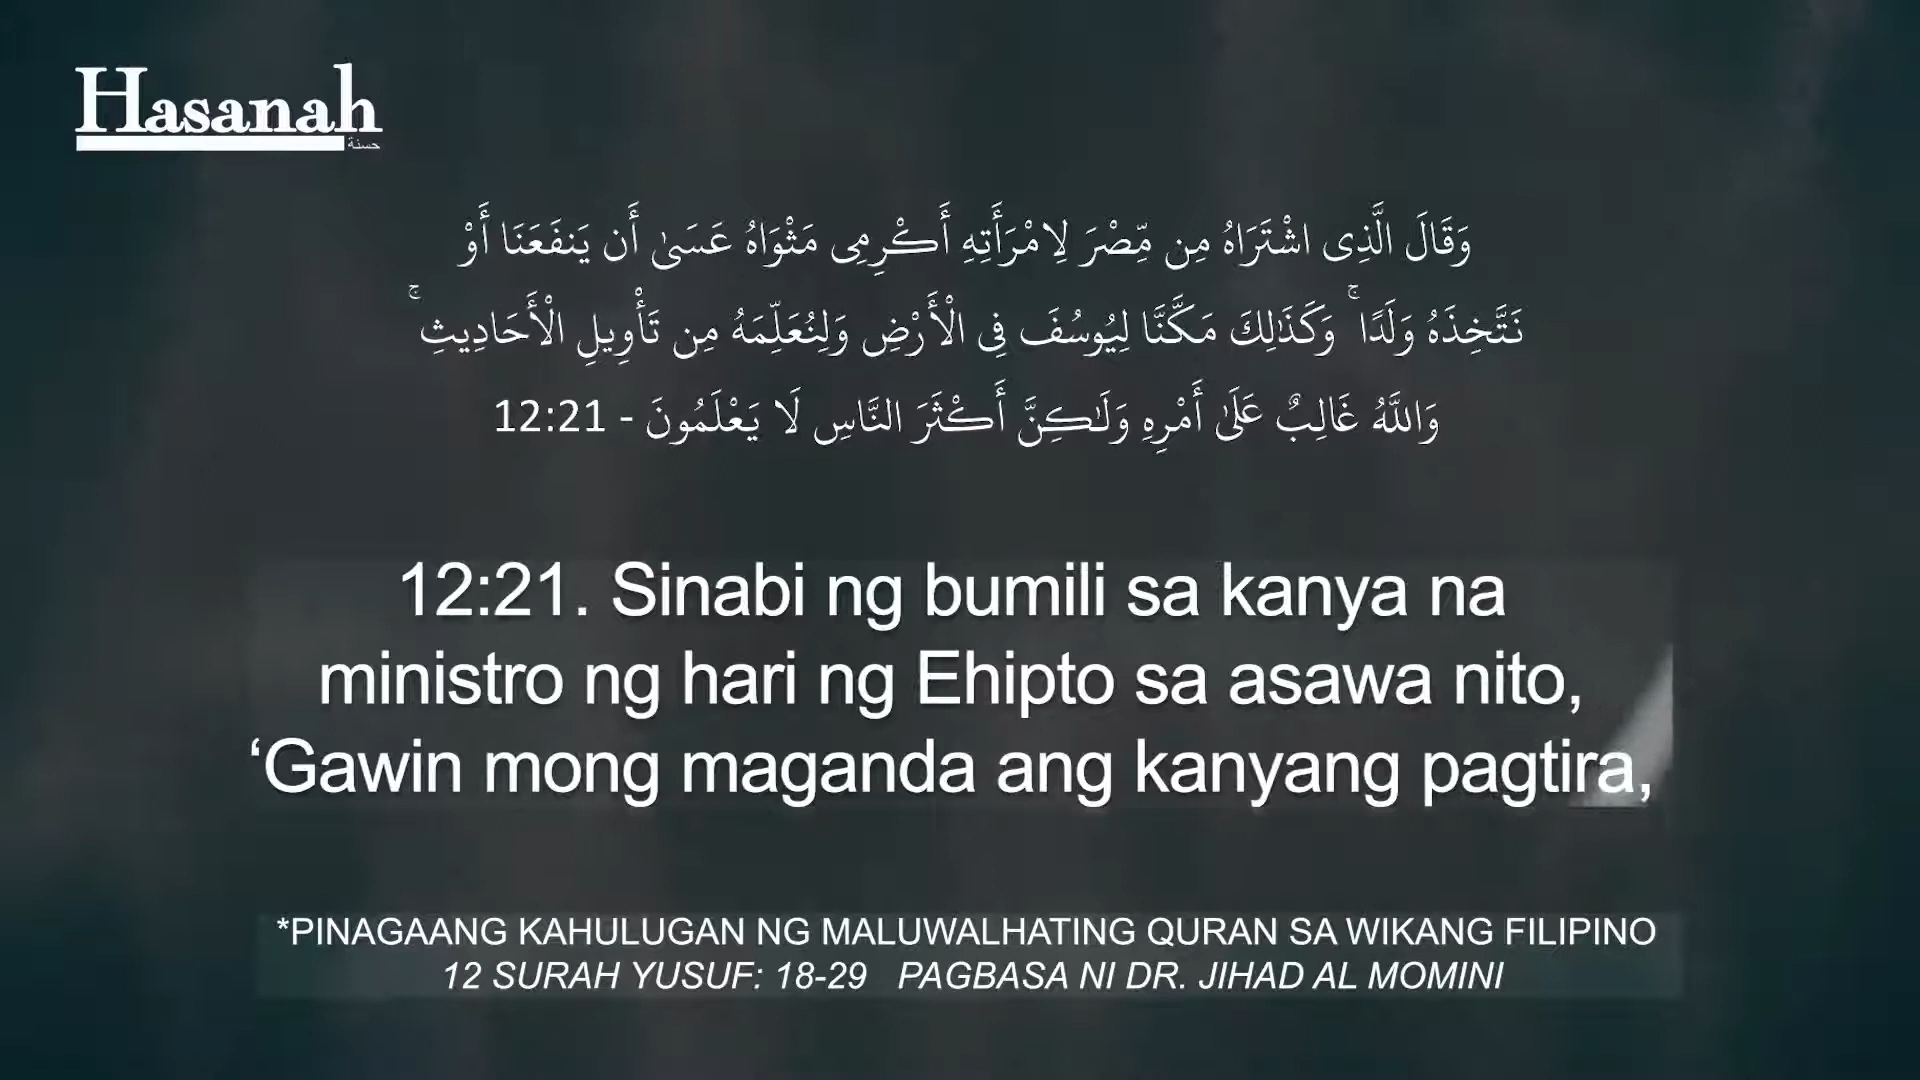 Hasanah
حسنة
وَقَالَ الَّذِى اشْتَرَاهُ مِن مِّصْرَ لِامْرَأَتِهِ أَكْرِمِى مَثْوَاهُ عَسَىٰ أَن يَنفَعَنَا أَوْ
نَتَّخِذَهُ وَلَدًا ۚ وَكَذَٰلِكَ مَكَّنَّا لِيُوسُفَ فِى الْأَرْضِ وَلِنُعَلِّمَهُ مِن تَأْوِيلِ الْأَحَادِيثِ ۚ
وَاللَّهُ غَالِبٌ عَلَىٰ أَمْرِهِ وَلَٰكِنَّ أَكْثَرَ النَّاسِ لَا يَعْلَمُونَ - 12:21
12:21. Sinabi ng bumili sa kanya na
ministro ng hari ng Ehipto sa asawa nito,
‘Gawin mong maganda ang kanyang pagtira,
*PINAGAANG KAHULUGAN NG MALUWALHATING QURAN SA WIKANG FILIPINO
12 SURAH YUSUF: 18-29 PAGBASA NI DR. JIHAD AL MOMINI